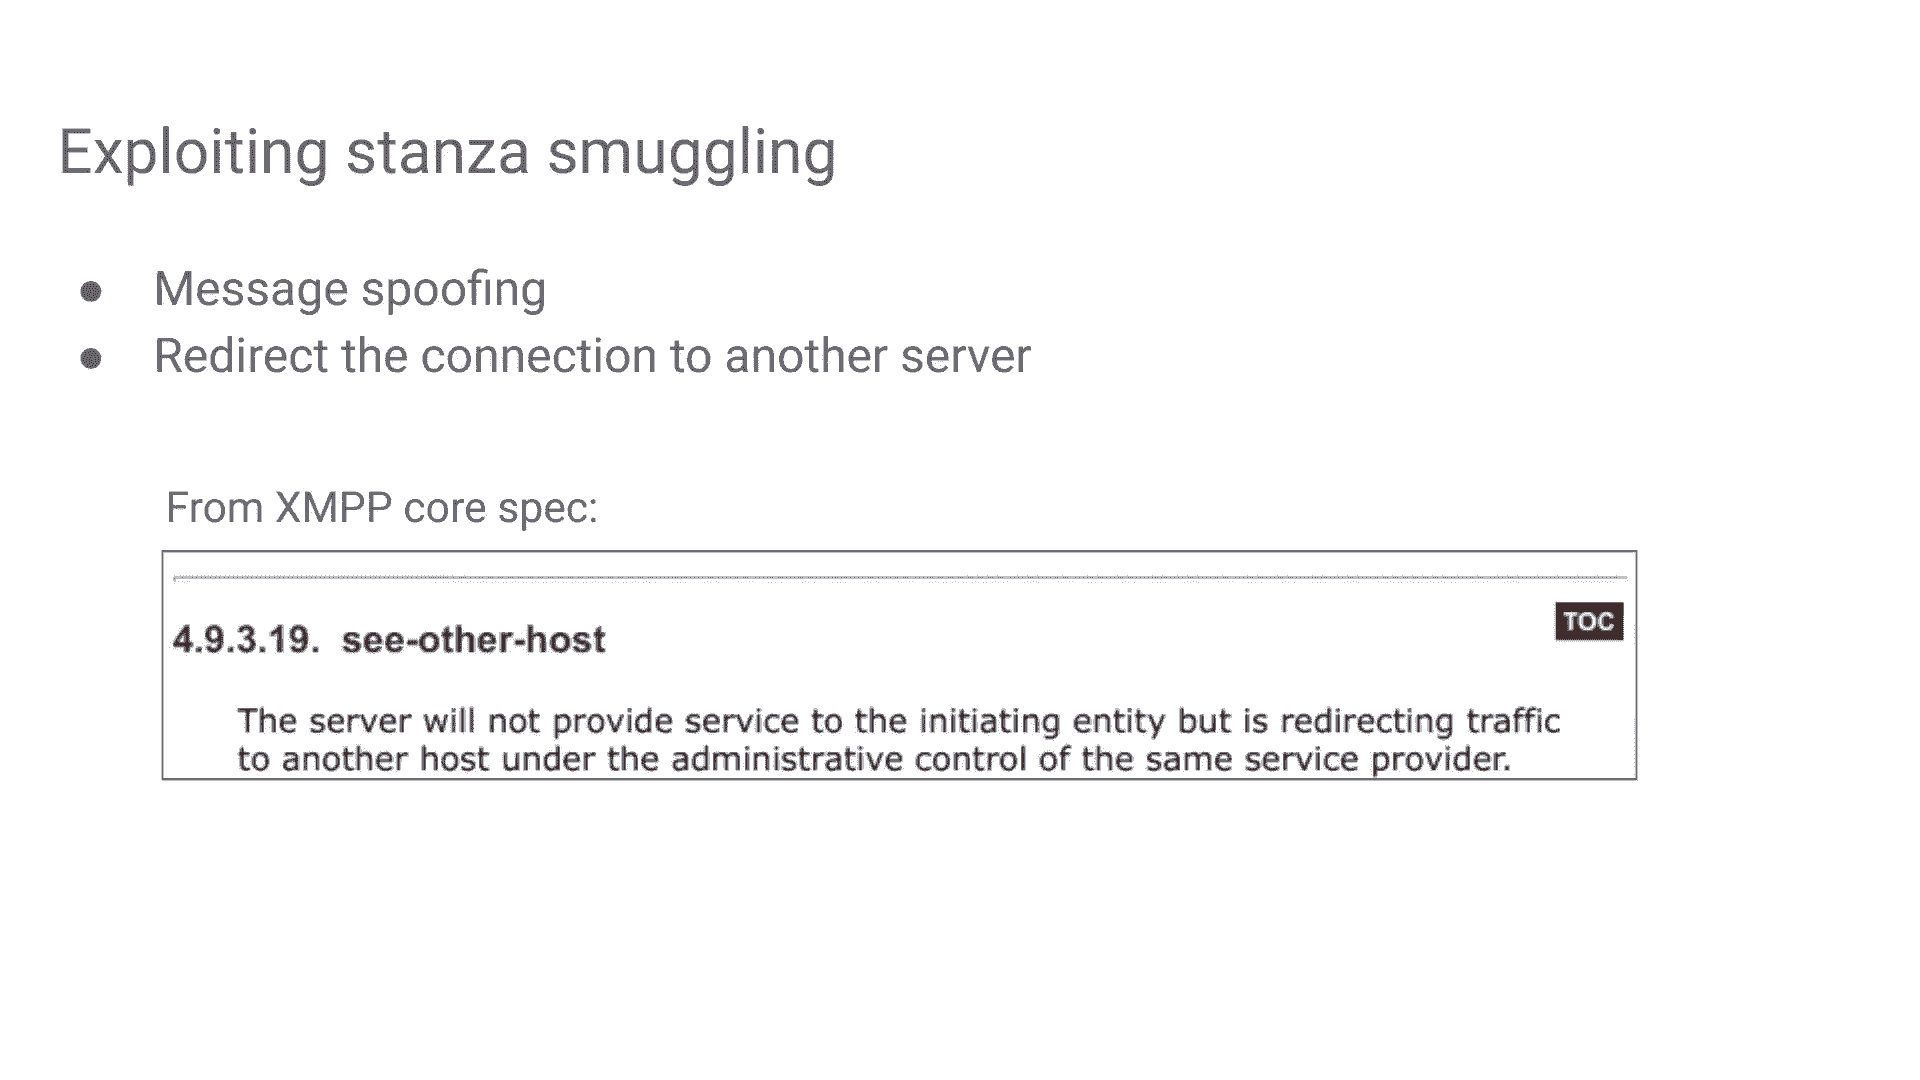 Exploiting stanza smuggling
● Message spoofing
● Redirect the connection to another server
From XMPP core spec:
TOC
4.9.3.19. see-other-host
The server will not provide service to the initiating entity but is redirecting traffic
to another host under the administrative control of the same service provider.